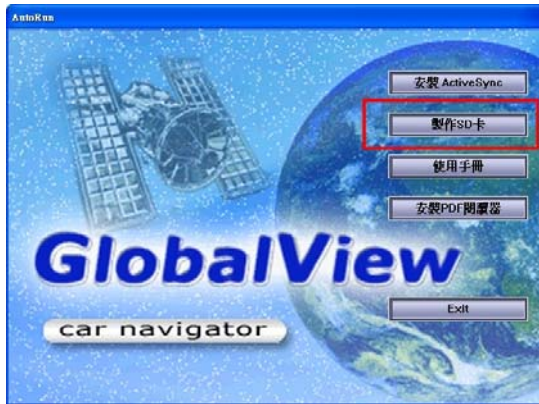 AutoRun
安裝 ActiveSync
製作SD卡
使用手冊
安裝PDF閱讀器
GlobalView
car navigator
Exit